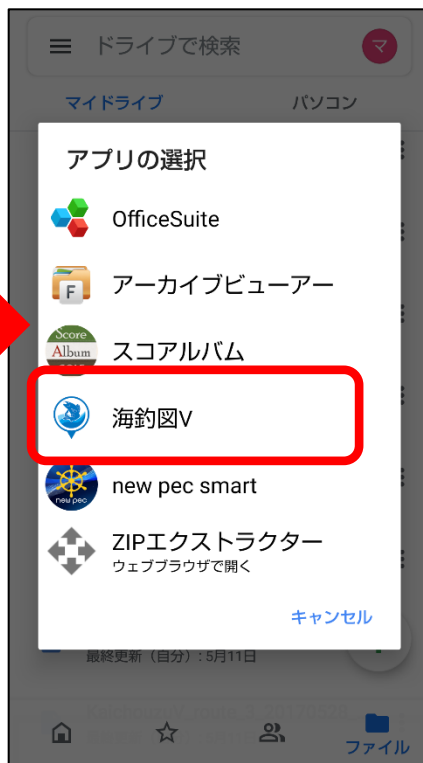 ドライブで検索
マ
マイドライブ パソコン
アプリの選択
OfficeSuite
F
アーカイブビューアー
Score
Album
スコアルバム
海釣図V
new pec
new pec smart
ZIPエクストラクター
ウェブブラウザで開く
キャンセル
最終更新（自分）: 5月11日
ファイル